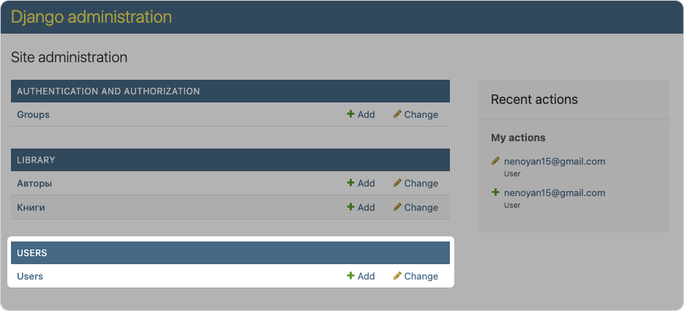 Django administration
Site administration
AUTHENTICATION AND AUTHORIZATION
Groups Add Change
LIBRARY
Авторы Add Change
Книги Add Change
USERS
Users Add Change
Recent actions
My actions
nenoyan15@gmail.com
User
nenoyan15@gmail.com
User